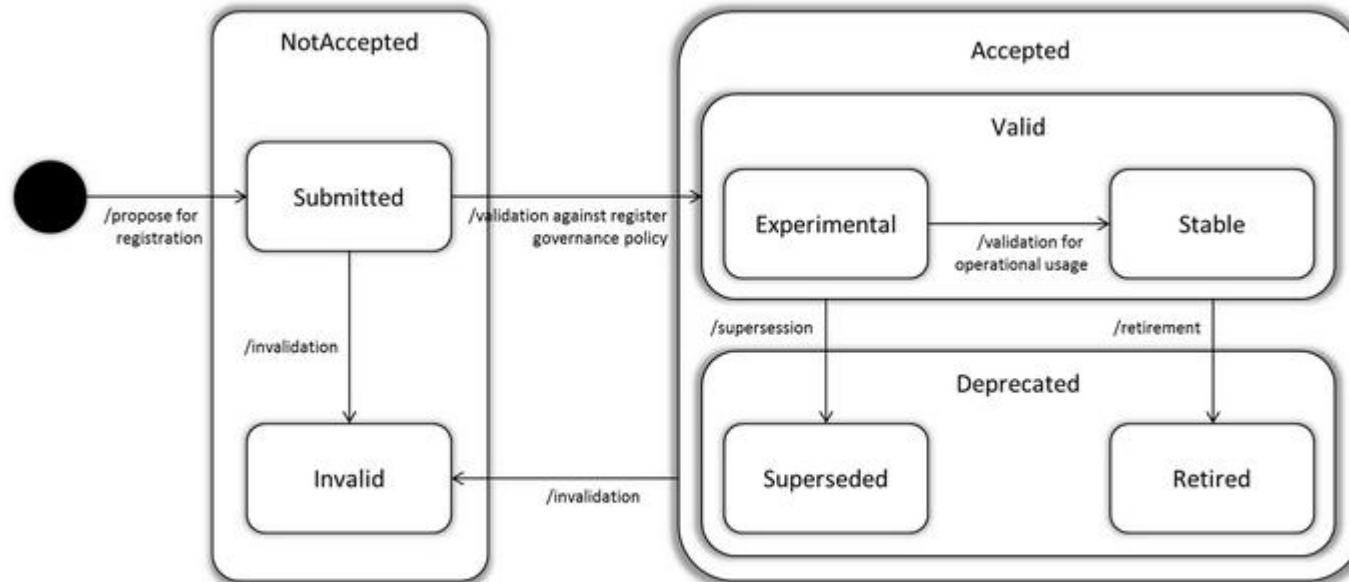 NotAccepted
Accepted
Valid
Submitted
/propose for
registration
/validation against register
governance policy
Experimental
/validation for
operational usage
Stable
/invalidation
/supersession
/retirement
Deprecated
Invalid
/invalidation
Superseded
Retired